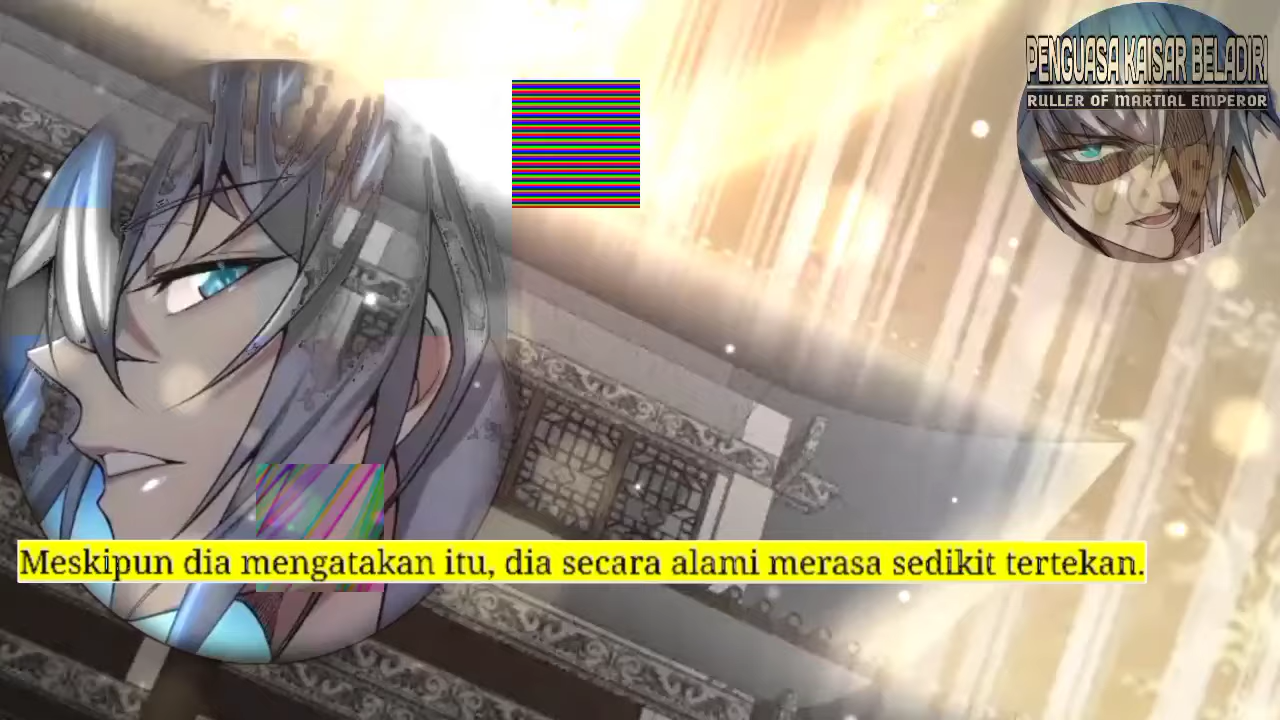 PENGUASA KAISAR BELADIRI
RULLER OF MARTIAL EMPEROR
Meskipun dia mengatakan itu, dia secara alami merasa sedikit tertekan.